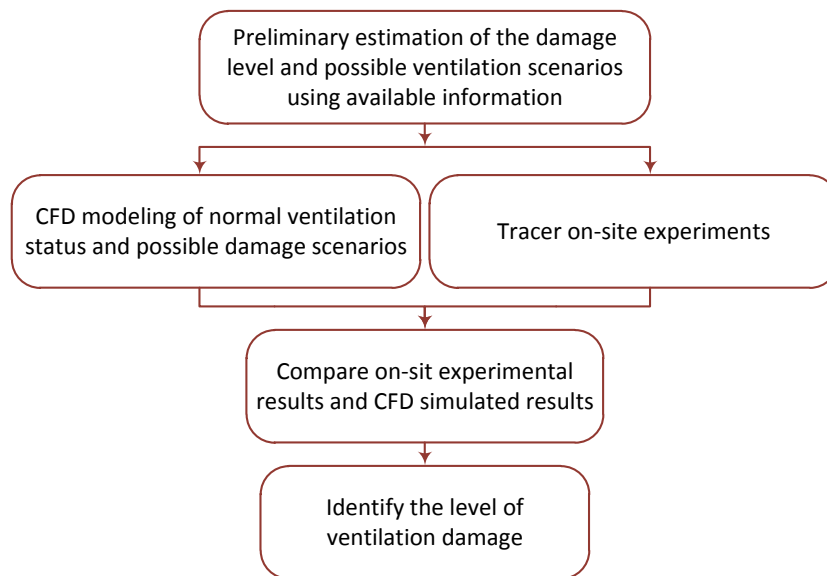 Preliminary estimation of the damage
level and possible ventilation scenarios
using available information
CFD modeling of normal ventilation
status and possible damage scenarios
Tracer on-site experiments
Compare on-sit experimental
results and CFD simulated results
Identify the level of
ventilation damage